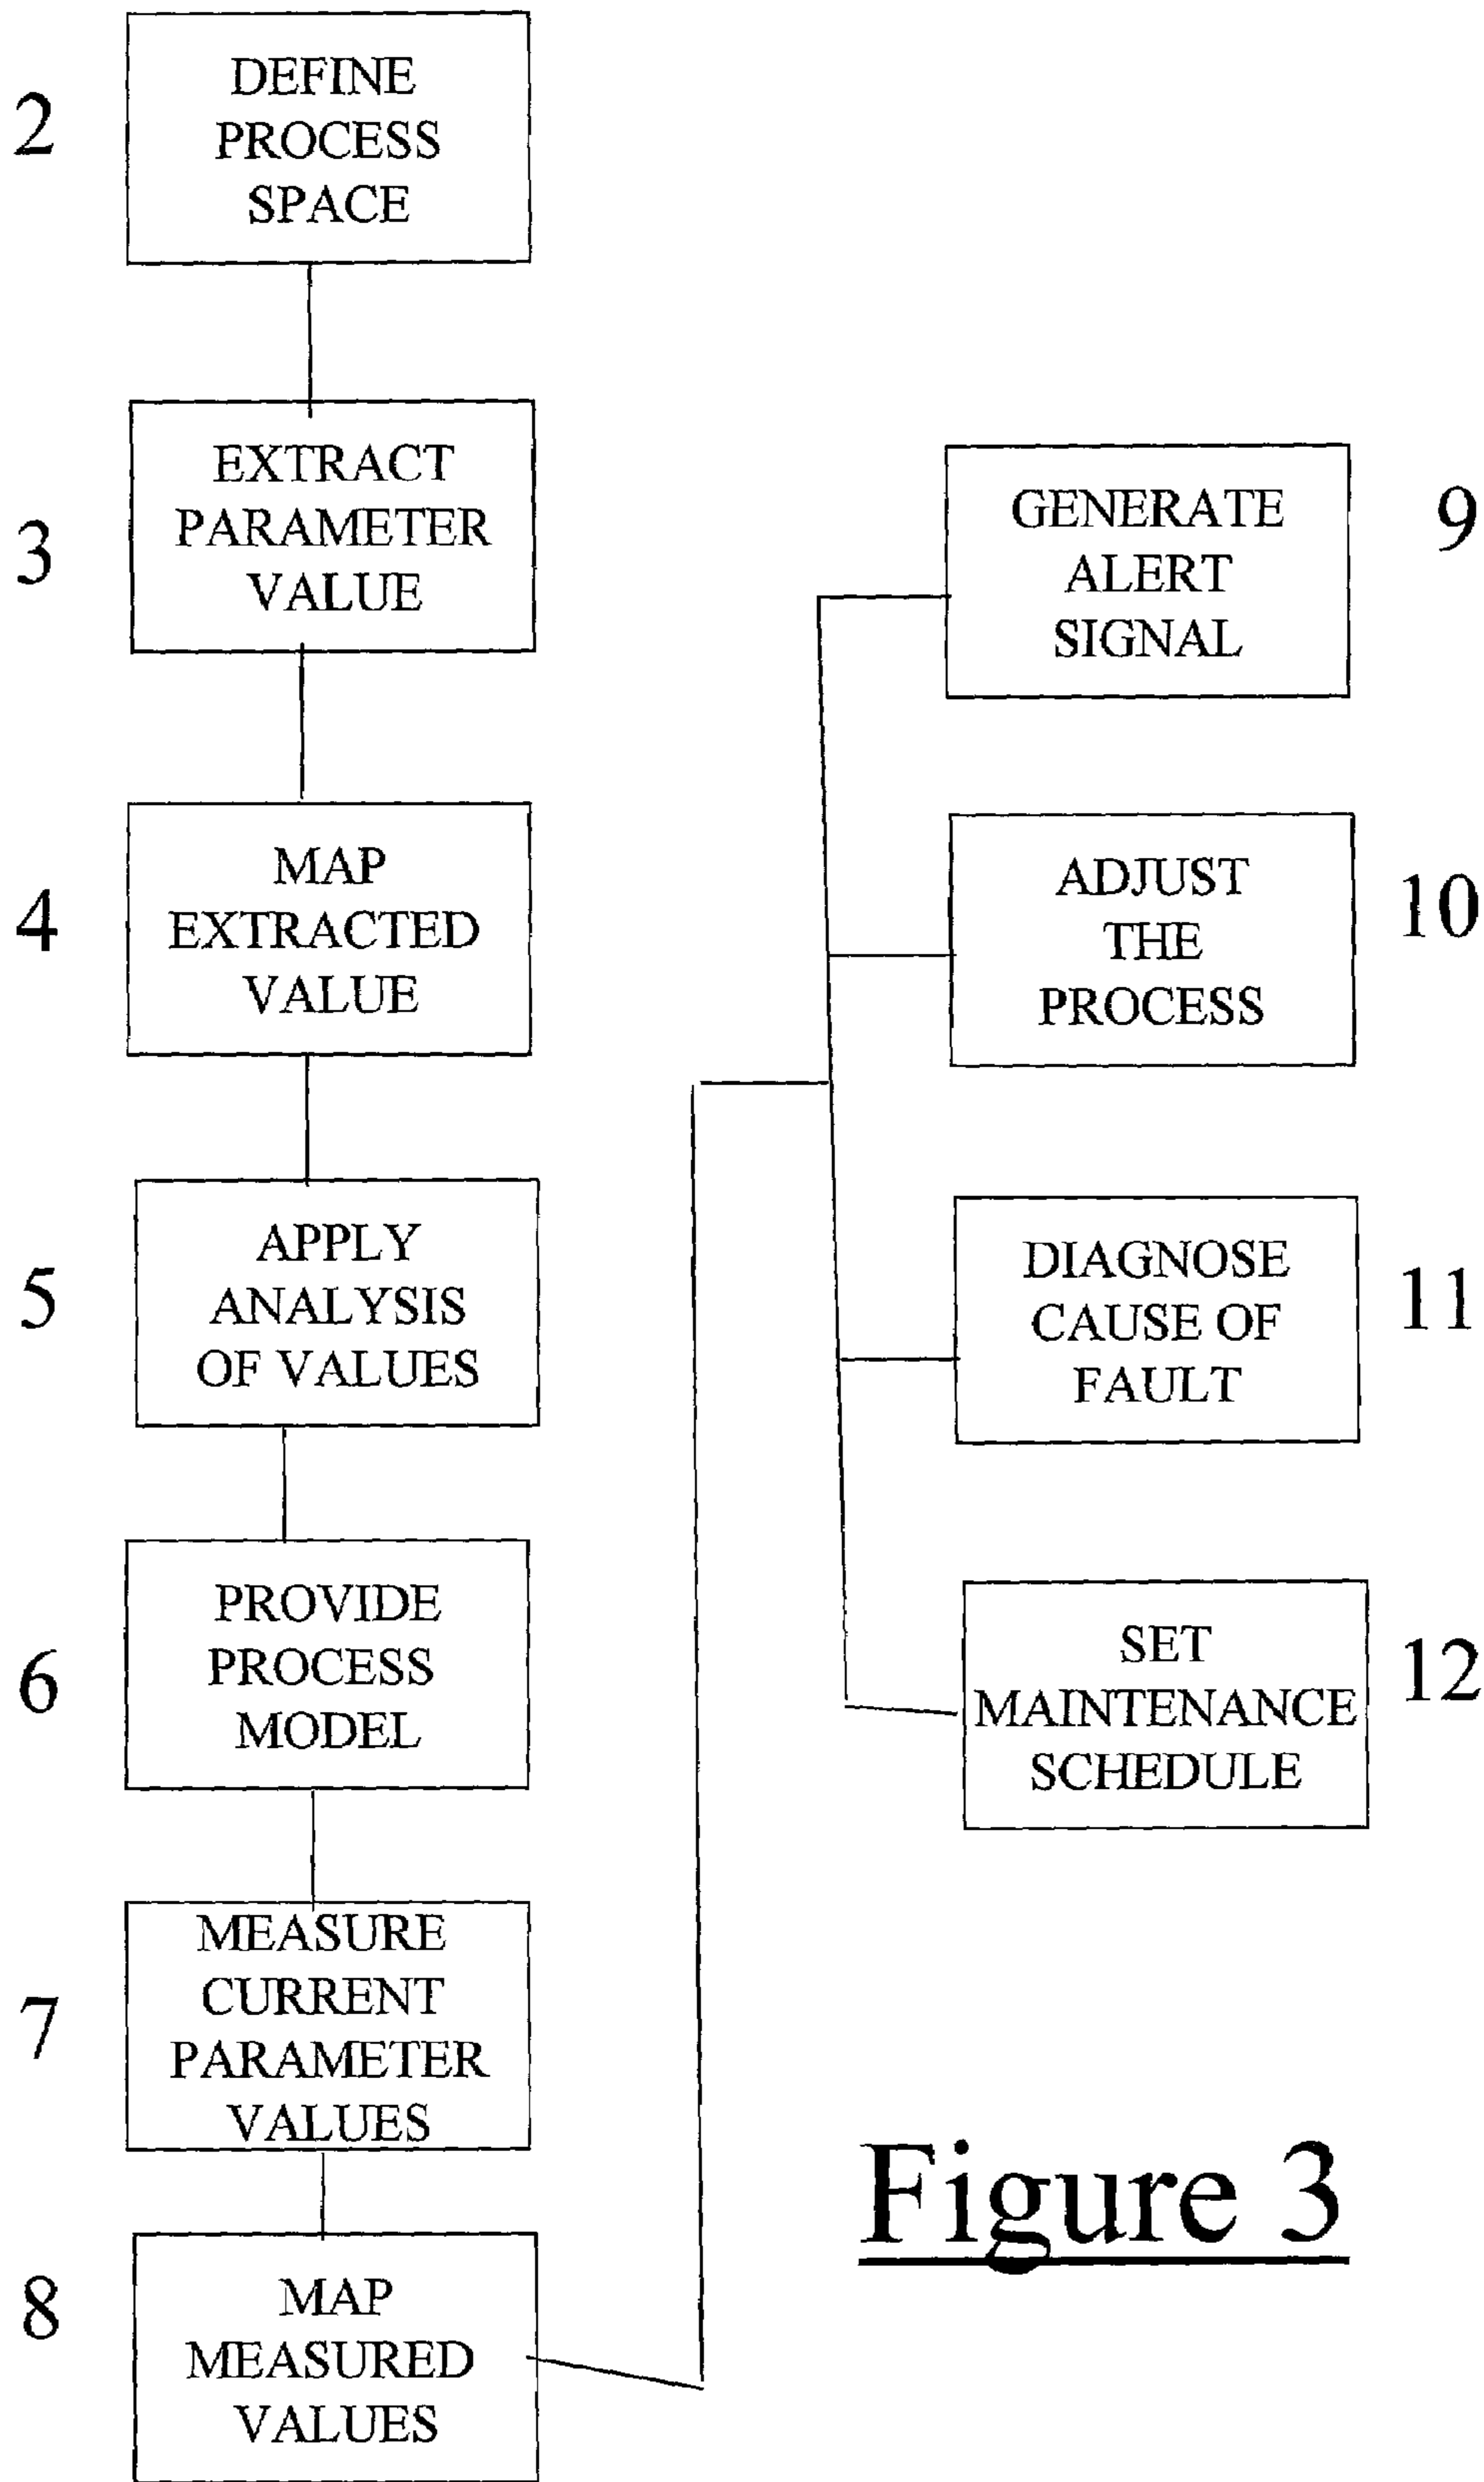 2
DEFINE
PROCESS
SPACE
3
EXTRACT
PARAMETER
VALUE
4
MAP
EXTRACTED
VALUE
5
APPLY
ANALYSIS
OF VALUES
6
PROVIDE
PROCESS
MODEL
7
MEASURE
CURRENT
PARAMETER
VALUES
8
MAP
MEASURED
VALUES
GENERATE
ALERT
SIGNAL
9
ADJUST
THE
PROCESS
10
DIAGNOSE
CAUSE OF
FAULT
11
SET
MAINTENANCE
SCHEDULE
12
Figure 3